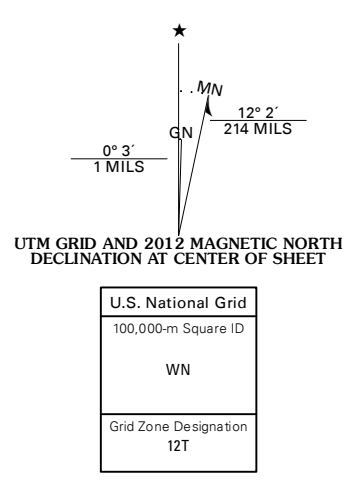 ★
MN
GN
12° 2´
214 MILS
0° 3´
1 MILS
UTM GRID AND 2012 MAGNETIC NORTH
DECLINATION AT CENTER OF SHEET
U.S. National Grid
100,000-m Square ID
WN
Grid Zone Designation
12T